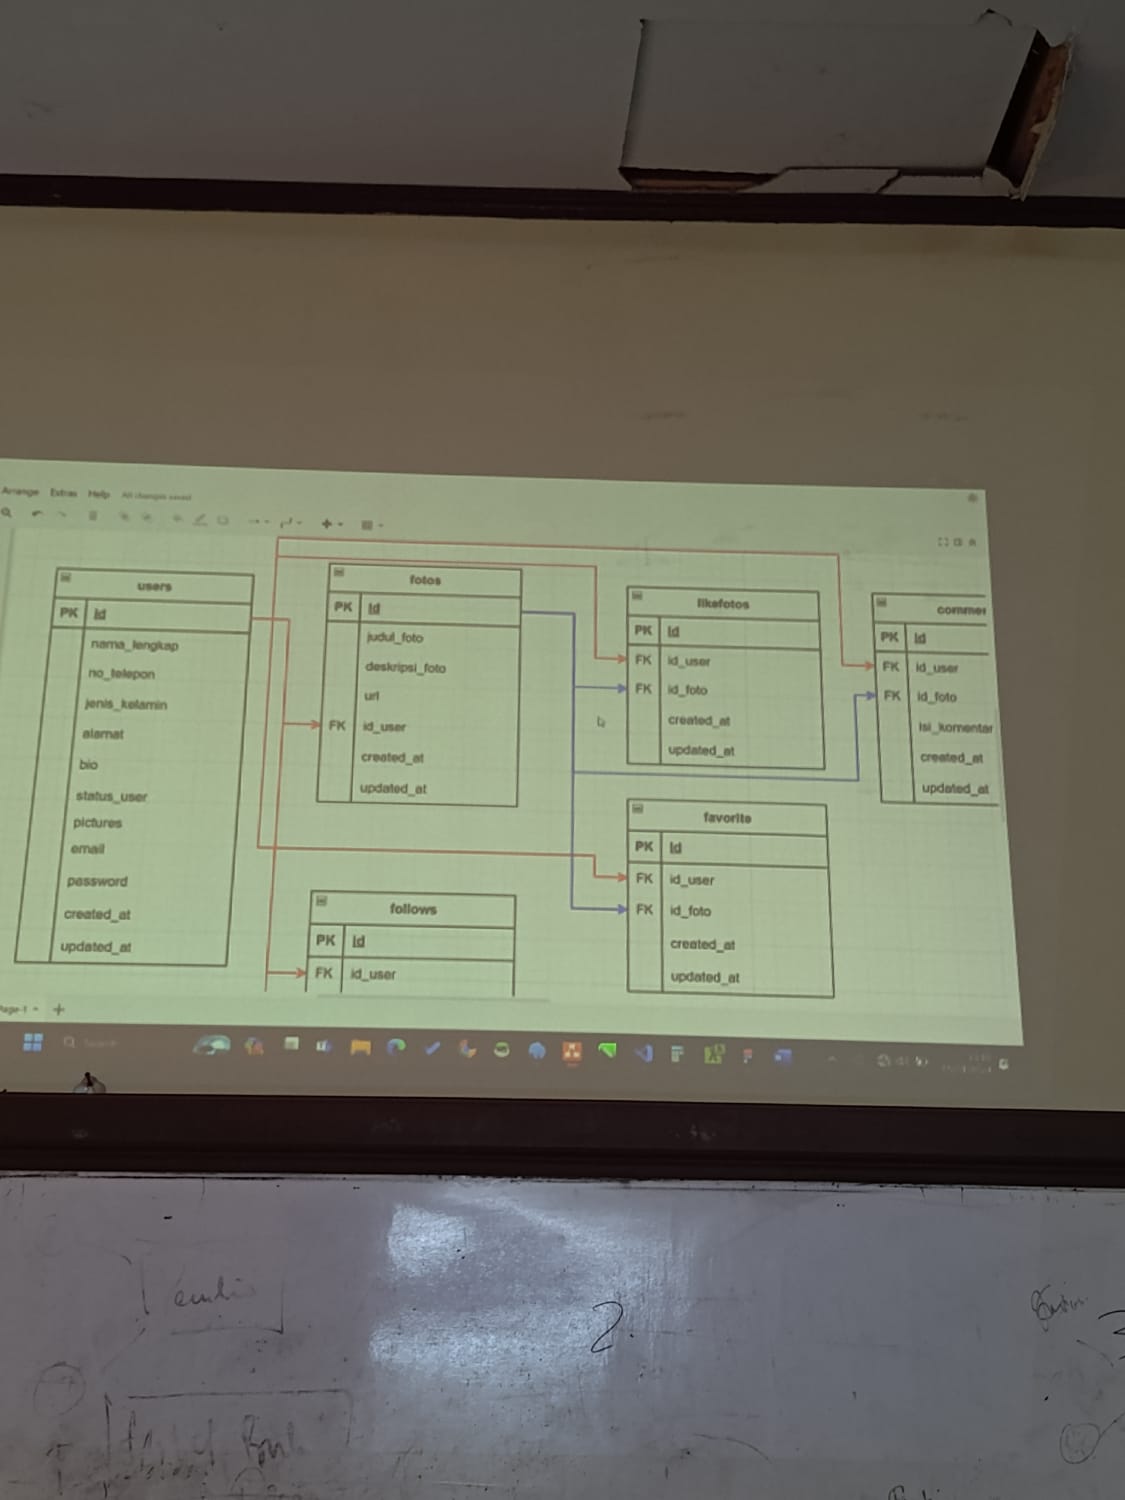 Arrange Extras Help All changes saved
users
PK Id
nama_lengkap
no_telepon
jenis_kelamin
alamat
bio
status_user
pictures
email
password
created_at
updated_at
fotos
PK Id
judul_foto
deskripsi_foto
url
FK id_user
created_at
updated_at
likefotos
PK Id
FK id_user
FK id_foto
created_at
updated_at
commer
PK Id
FK id_user
FK id_foto
isi_komentar
created_at
updated_at
favorite
PK Id
FK id_user
FK id_foto
created_at
updated_at
follows
PK Id
FK id_user
Page-1
Search
2.